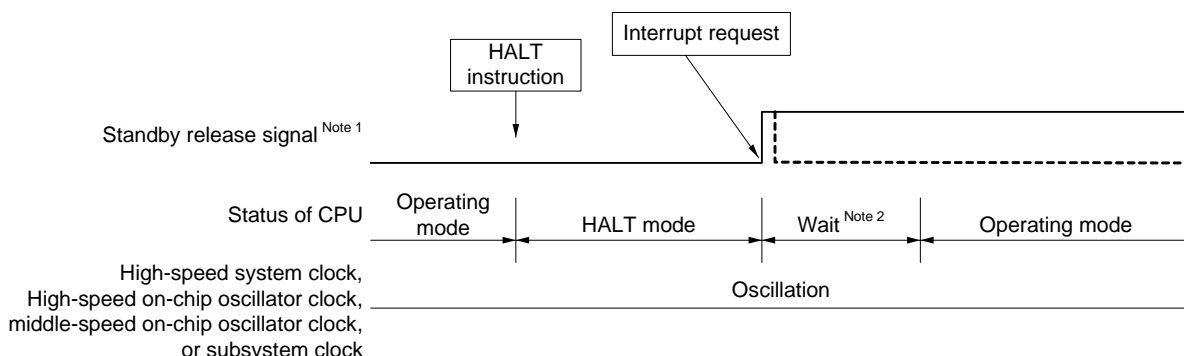 Interrupt request
HALT
instruction
Standby release signal Note 1
Status of CPU
Operating
mode
HALT mode
Wait Note 2
Operating mode
High-speed system clock,
High-speed on-chip oscillator clock,
middle-speed on-chip oscillator clock,
or subsystem clock
Oscillation